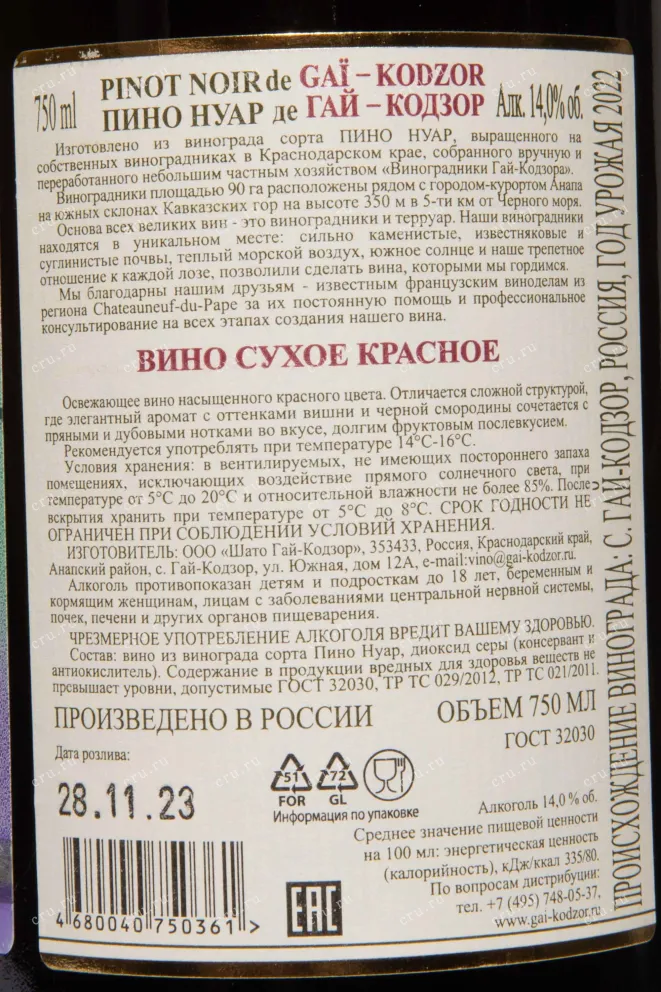 750 ml
PINOT NOIR de GAÏ – KODZOR
ПИНО НУАР де ГАЙ – КОДЗОР
Алк. 14,0% об.
Изготовлено из винограда сорта ПИНО НУАР, выращенного на
собственных виноградниках в Краснодарском крае, собранного вручную и
переработанного небольшим частным хозяйством «Виноградники Гай-Кодзора».
Виноградники площадью 90 га расположены рядом с городом-курортом Анапа
на южных склонах Кавказских гор на высоте 350 м в 5-ти км от Черного моря.
Основа всех великих вин - это виноградники и терруар. Наши виноградники
находятся в уникальном месте: сильно каменистые, известняковые и
суглинистые почвы, теплый морской воздух, южное солнце и наше трепетное
отношение к каждой лозе, позволили сделать вина, которыми мы гордимся.
Мы благодарны нашим друзьям - известным французским виноделам из
региона Chateauneuf-du-Pape за их постоянную помощь и профессиональное
консультирование на всех этапах создания нашего вина.
ВИНО СУХОЕ КРАСНОЕ
Освежающее вино насыщенного красного цвета. Отличается сложной структурой,
где элегантный аромат с оттенками вишни и черной смородины сочетается с
пряными и дубовыми нотками во вкусе, долгим фруктовым послевкусием.
Рекомендуется употреблять при температуре 14°С-16°С.
Условия хранения: в вентилируемых, не имеющих постороннего запаха
помещениях, исключающих воздействие прямого солнечного света, при
температуре от 5°С до 20°С и относительной влажности не более 85%. После
вскрытия хранить при температуре от 5°С до 8°С. СРОК ГОДНОСТИ НЕ
ОГРАНИЧЕН ПРИ СОБЛЮДЕНИИ УСЛОВИЙ ХРАНЕНИЯ.
ИЗГОТОВИТЕЛЬ: ООО «Шато Гай-Кодзор», 353433, Россия, Краснодарский край,
Анапский район, с. Гай-Кодзор, ул. Южная, дом 12А, e-mail:vino@gai-kodzor.ru.
Алкоголь противопоказан детям и подросткам до 18 лет, беременным и
кормящим женщинам, лицам с заболеваниями центральной нервной системы,
почек, печени и других органов пищеварения.
ЧРЕЗМЕРНОЕ УПОТРЕБЛЕНИЕ АЛКОГОЛЯ ВРЕДИТ ВАШЕМУ ЗДОРОВЬЮ.
Состав: вино из винограда сорта Пино Нуар, диоксид серы (консервант и
антиокислитель). Содержание в продукции вредных для здоровья веществ не
превышает уровни, допустимые ГОСТ 32030, ТР ТС 029/2012, ТР ТС 021/2011.
ПРОИЗВЕДЕНО В РОССИИ
ОБЪЕМ 750 МЛ
ГОСТ 32030
Дата розлива:
28.11.23
51
FOR
72
GL
Информация по упаковке
Алкоголь 14,0 % об.
Среднее значение пищевой ценности
на 100 мл: энергетическая ценность
(калорийность), кДж/ккал 335/80.
По вопросам дистрибуции:
тел. +7 (495) 748-05-37,
www.gai-kodzor.ru
4 680040 750361 >
EAC
ПРОИСХОЖДЕНИЕ ВИНОГРАДА: С. ГАЙ-КОДЗОР, РОССИЯ, ГОД УРОЖАЯ 2022
cru.ru